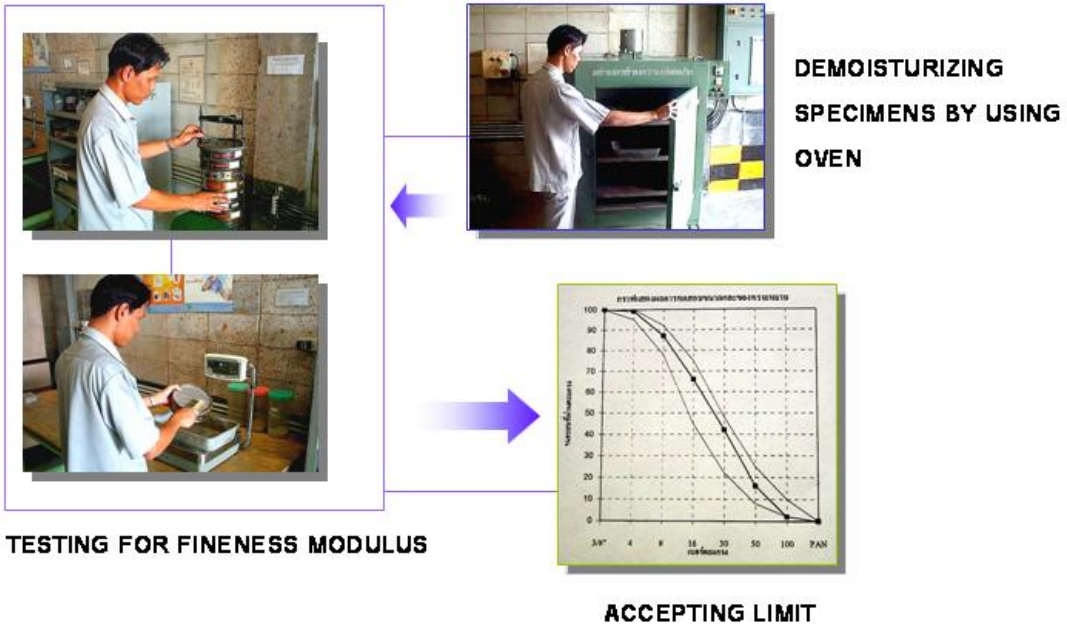 DEMOISTURIZING
SPECIMENS BY USING
OVEN
TESTING FOR FINENESS MODULUS
100
90
80
70
60
50
40
30
20
10
0
3/8" 4 8 16 30 50 100 PAN
ACCEPTING LIMIT